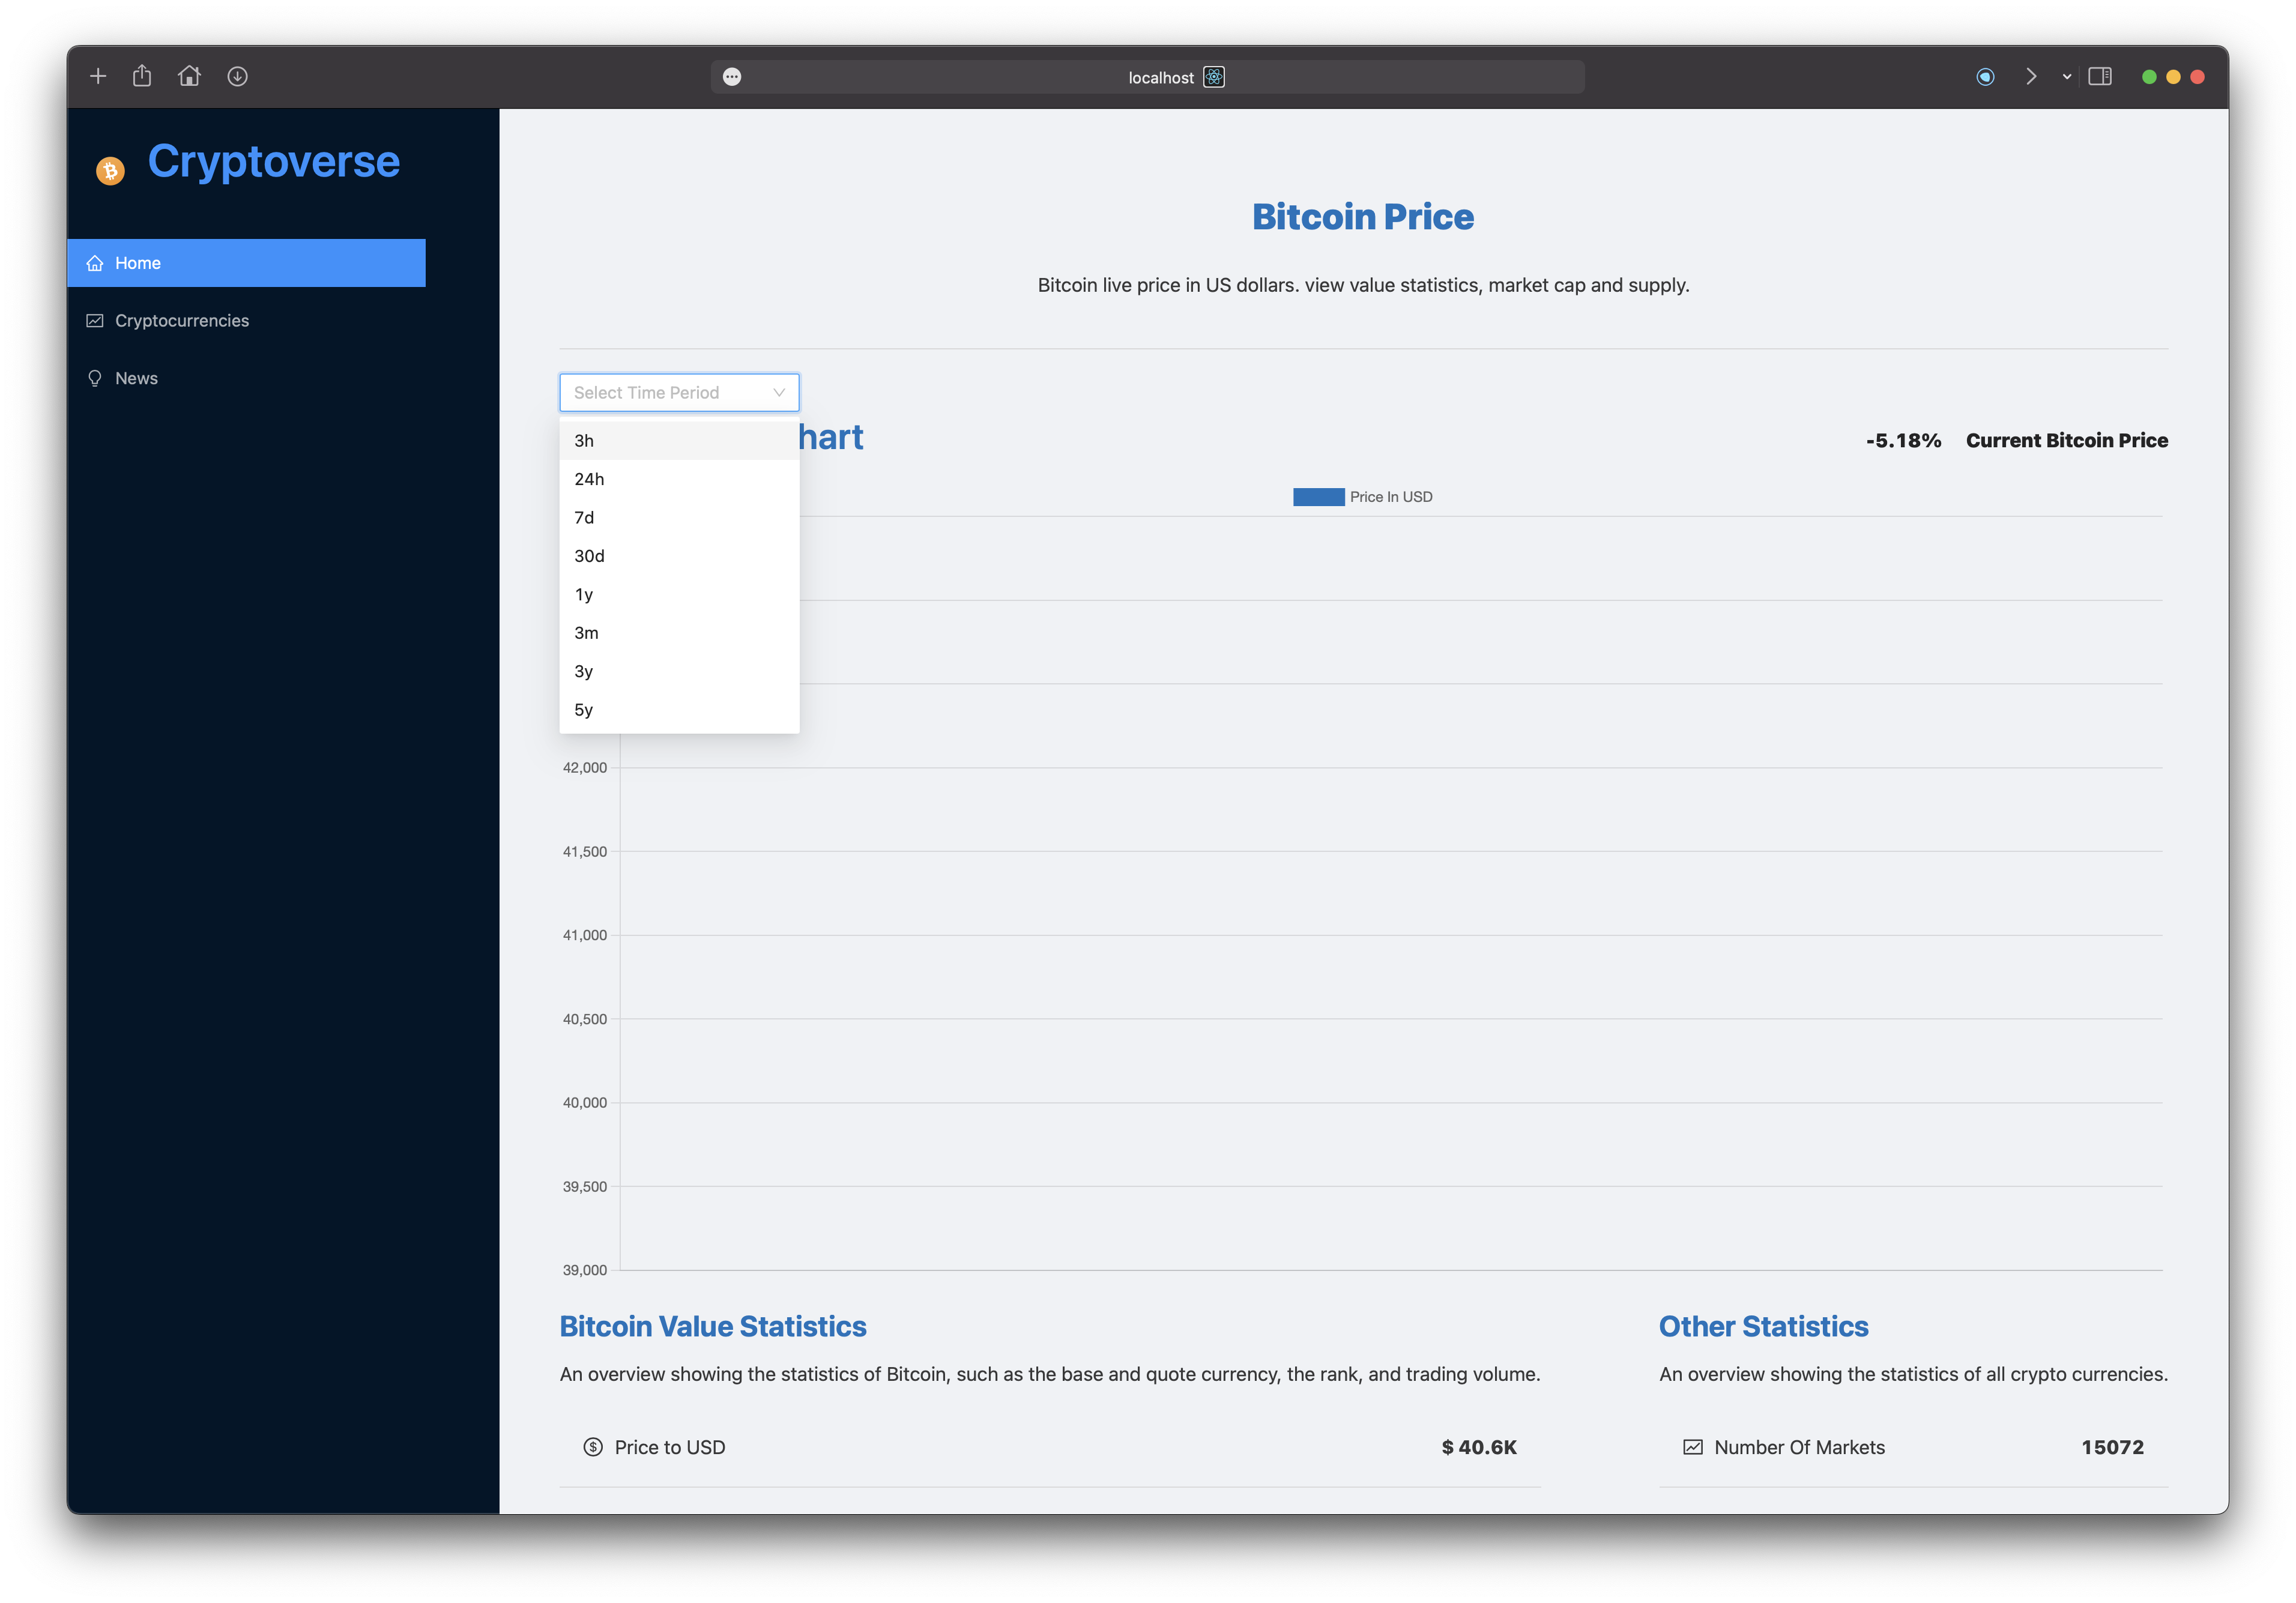 localhost
Cryptoverse
Home
Cryptocurrencies
News
Bitcoin Price
Bitcoin live price in US dollars. view value statistics, market cap and supply.
Select Time Period
3h
24h
7d
30d
1y
3m
3y
5y
hart
-5.18% Current Bitcoin Price
Price In USD
42,000
41,500
41,000
40,500
40,000
39,500
39,000
Bitcoin Value Statistics
An overview showing the statistics of Bitcoin, such as the base and quote currency, the rank, and trading volume.
Price to USD $ 40.6K
Other Statistics
An overview showing the statistics of all crypto currencies.
Number Of Markets 15072